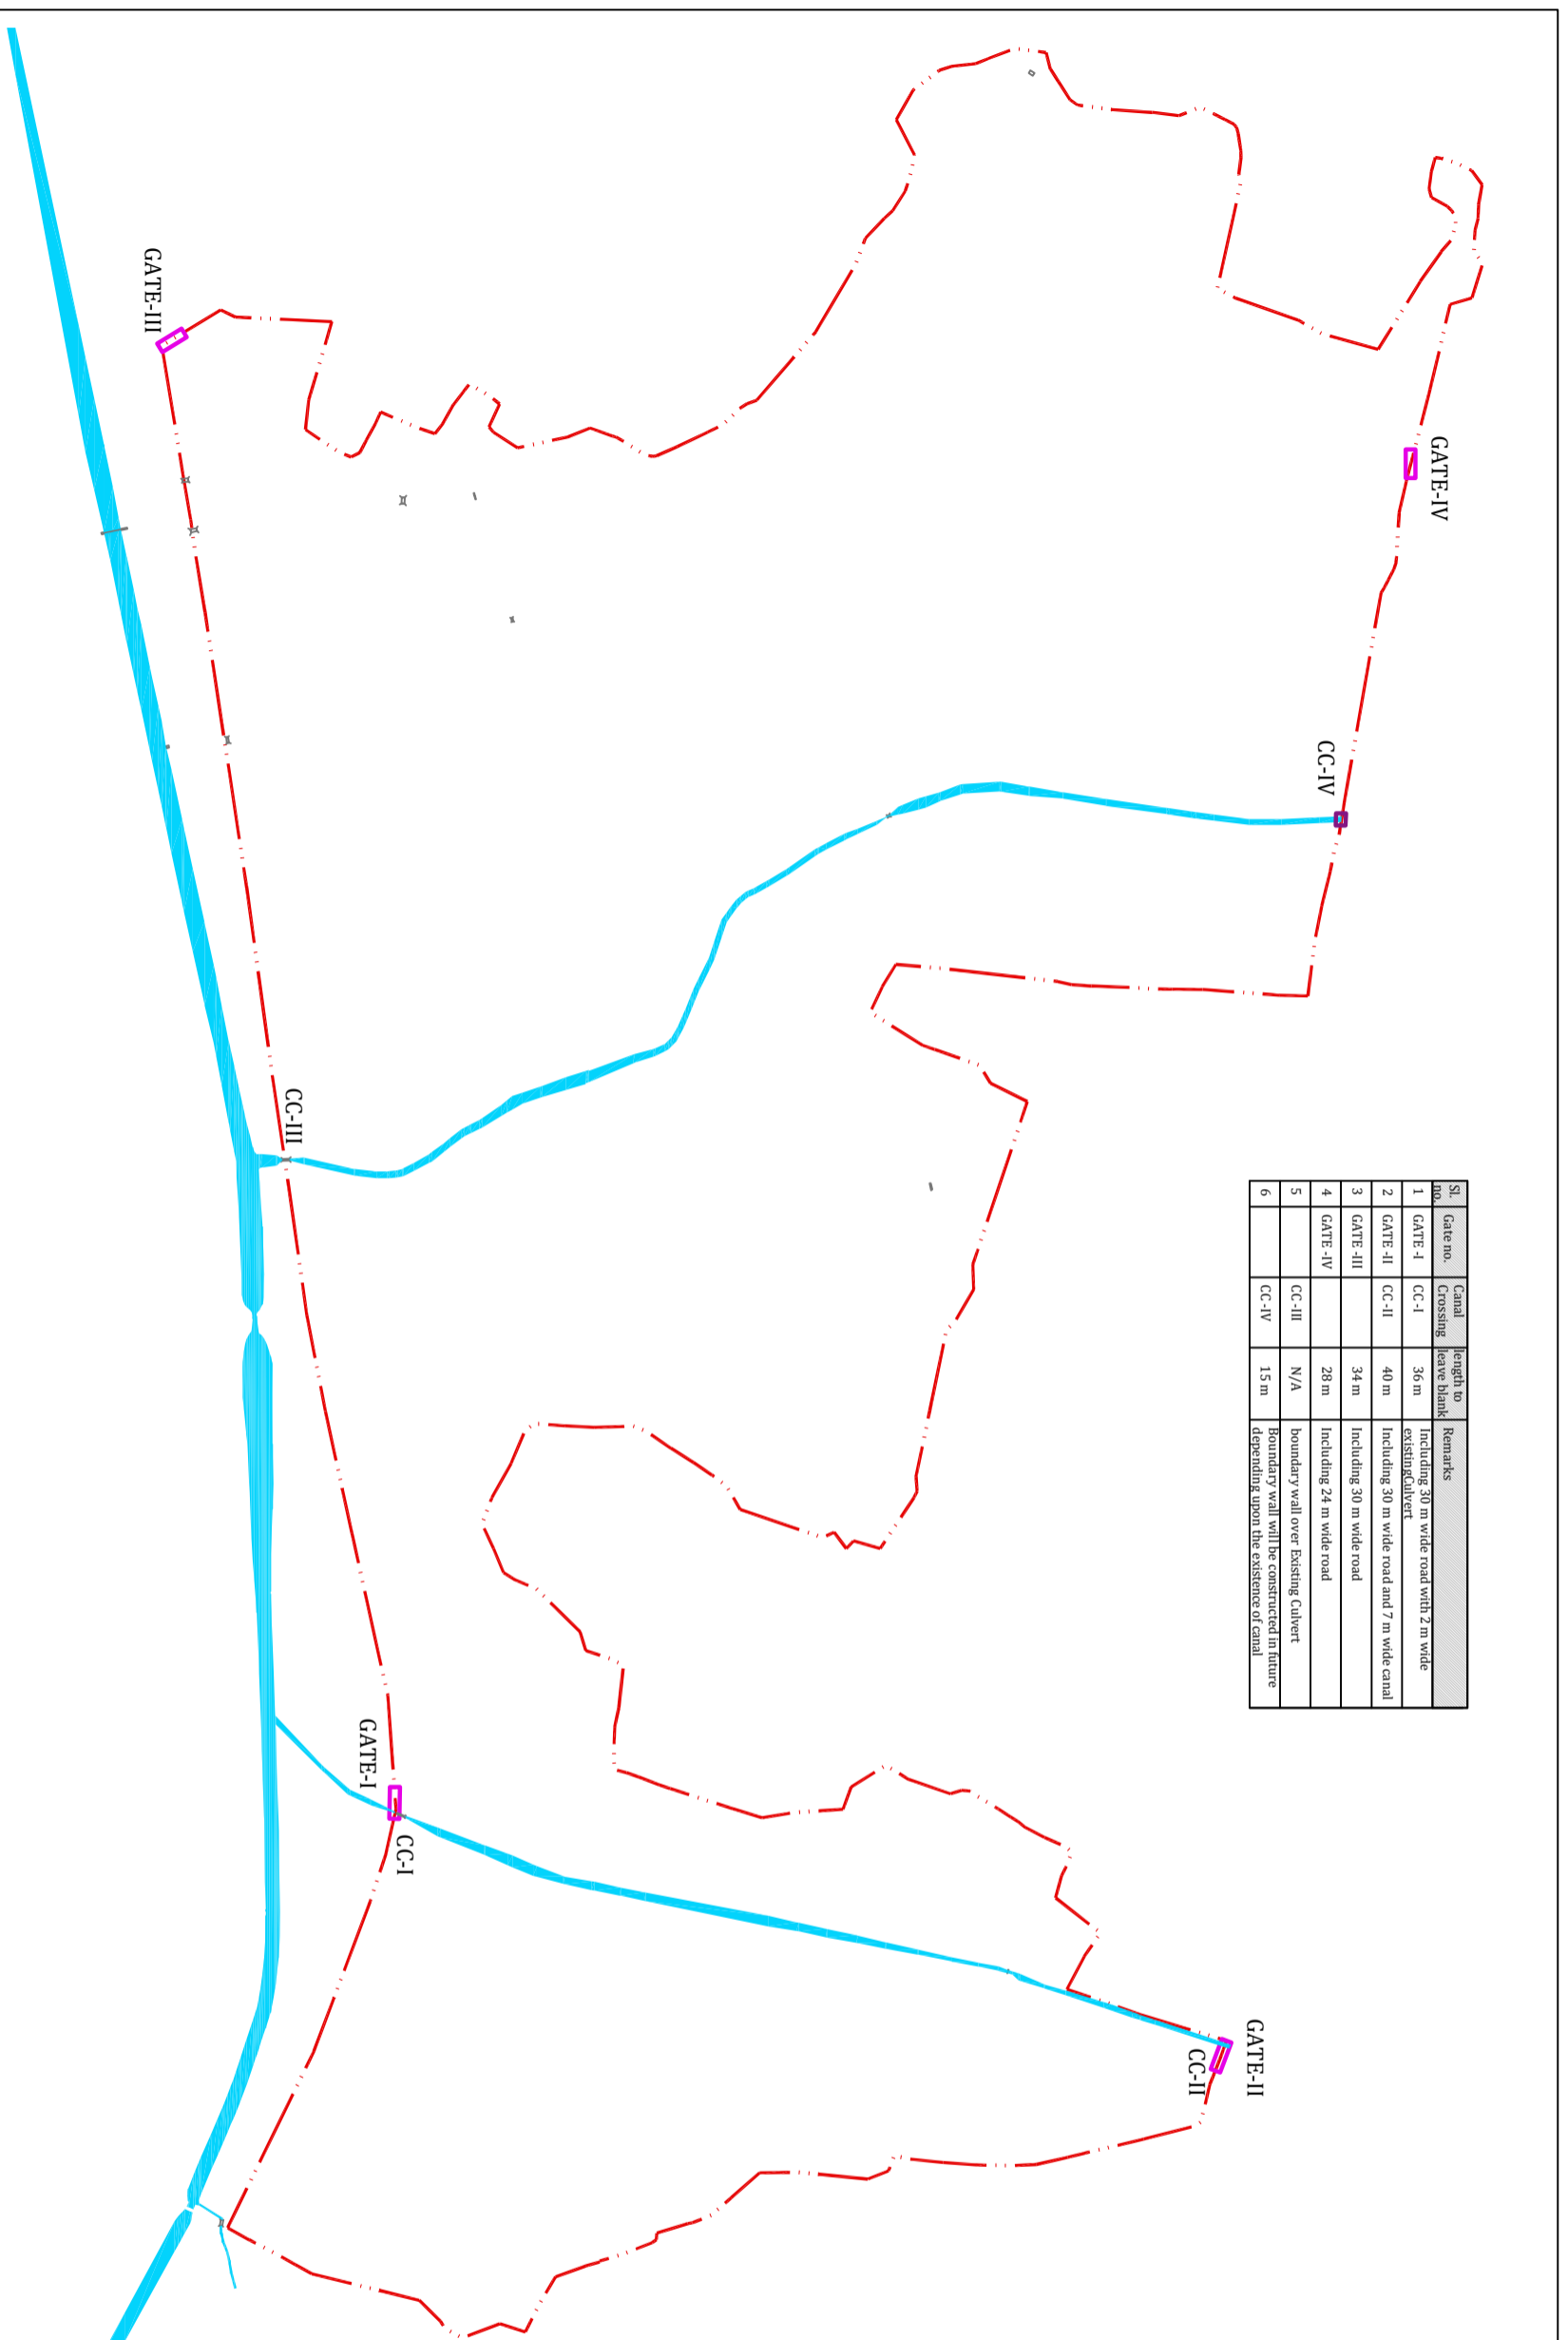 GATE-IV
CC-IV
GATE-III
CC-III
GATE-I
CC-I
GATE-II
CC-II
Sl. no. Gate no. Canal Crossing length to leave blank Remarks
1 GATE -I CC-I 36 m Including 30 m wide road with 2 m wide
existingCulvert
2 GATE -II CC-II 40 m Including 30 m wide road and 7 m wide canal
3 GATE -III 34 m Including 30 m wide road
4 GATE -IV 28 m Including 24 m wide road
5 CC-III N/A boundary wall over Existing Culvert
6 CC-IV 15 m Boundary wall will be constructed in future
depending upon the existence of canal